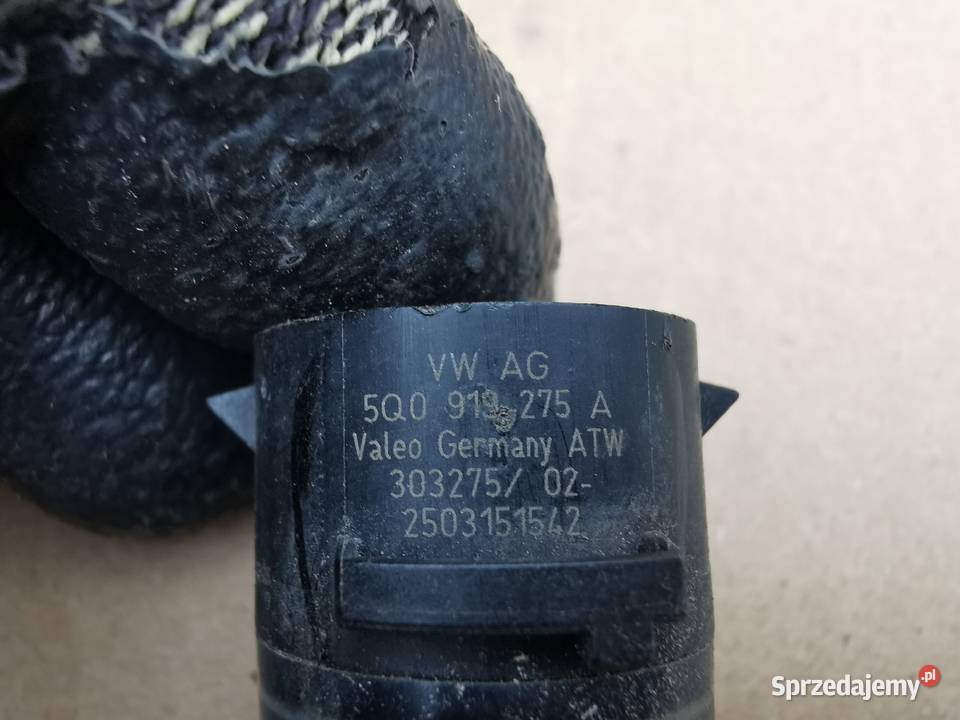 VW AG
5Q0 919 275 A
Valeo Germany ATW
303275/ 02-
2503151542
Sprzedajemy.pl